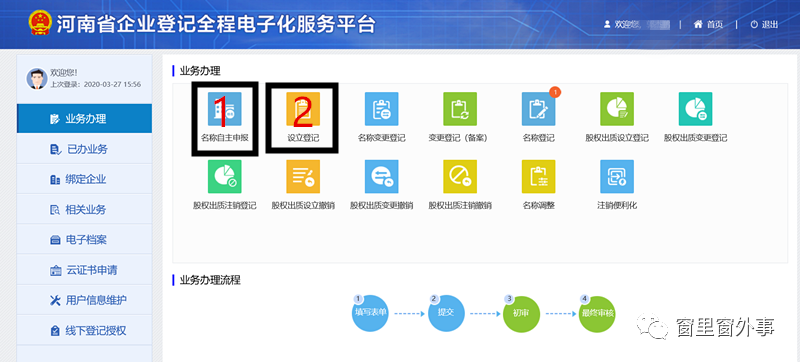 河南省企业登记全程电子化服务平台
欢迎您,
首页
退出
欢迎您!
上次登录：2020-03-27 15:56
业务办理
已办业务
绑定企业
相关业务
电子档案
云证书申请
用户信息维护
线下登记授权
业务办理
1
2
1
名称自主申报
设立登记
名称变更登记
变更登记（备案）
名称登记
股权出质设立登记
股权出质变更登记
股权出质注销登记
股权出质设立撤销
股权出质变更撤销
股权出质注销撤销
名称调整
注销便利化
业务办理流程
1
填写表单
2
提交
3
初审
4
最终审核
窗里窗外事